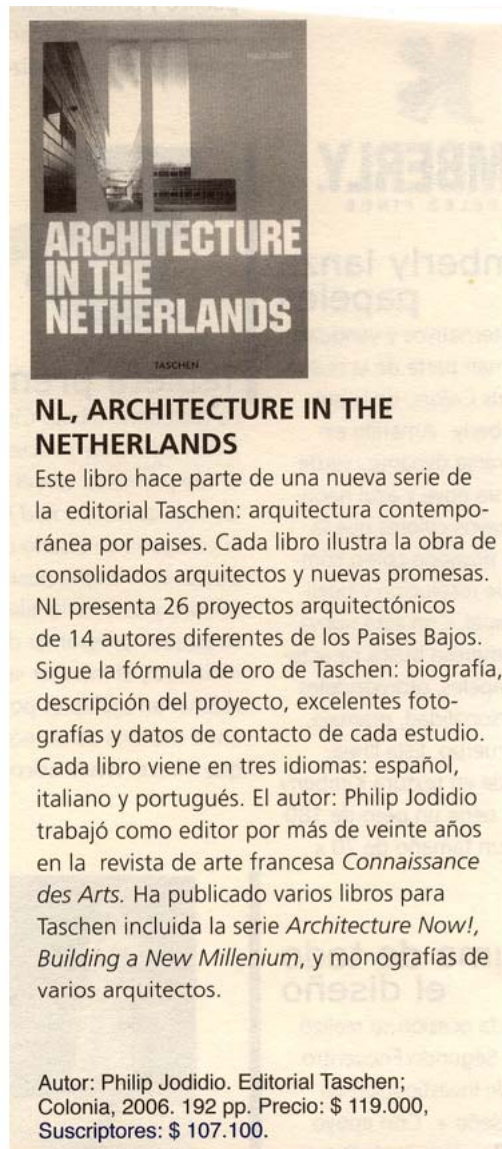 ARCHITECTURE
IN THE
NETHERLANDS
TASCHEN
NL, ARCHITECTURE IN THE
NETHERLANDS
Este libro hace parte de una nueva serie de
la editorial Taschen: arquitectura contempo-
ránea por paises. Cada libro ilustra la obra de
consolidados arquitectos y nuevas promesas.
NL presenta 26 proyectos arquitectónicos
de 14 autores diferentes de los Paises Bajos.
Sigue la fórmula de oro de Taschen: biografía,
descripción del proyecto, excelentes foto-
grafías y datos de contacto de cada estudio.
Cada libro viene en tres idiomas: español,
italiano y portugués. El autor: Philip Jodidio
trabajó como editor por más de veinte años
en la revista de arte francesa Connaissance
des Arts. Ha publicado varios libros para
Taschen incluida la serie Architecture Now!,
Building a New Millenium, y monografías de
varios arquitectos.
Autor: Philip Jodidio. Editorial Taschen;
Colonia, 2006. 192 pp. Precio: $ 119.000,
Suscriptores: $ 107.100.